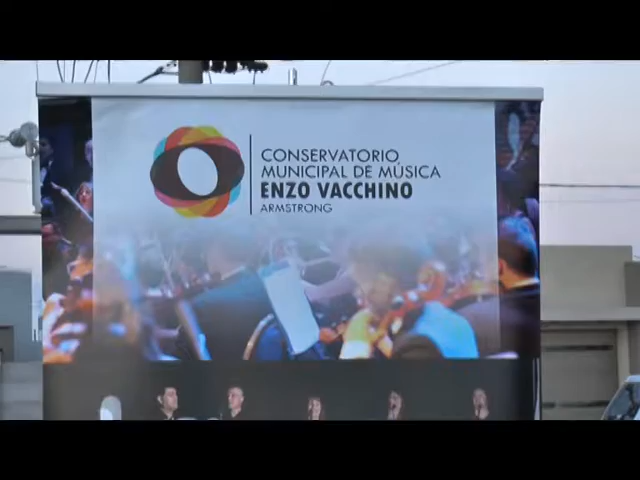 CONSERVATORIO
MUNICIPAL DE MÚSICA
ENZO VACCHINO
ARMSTRONG